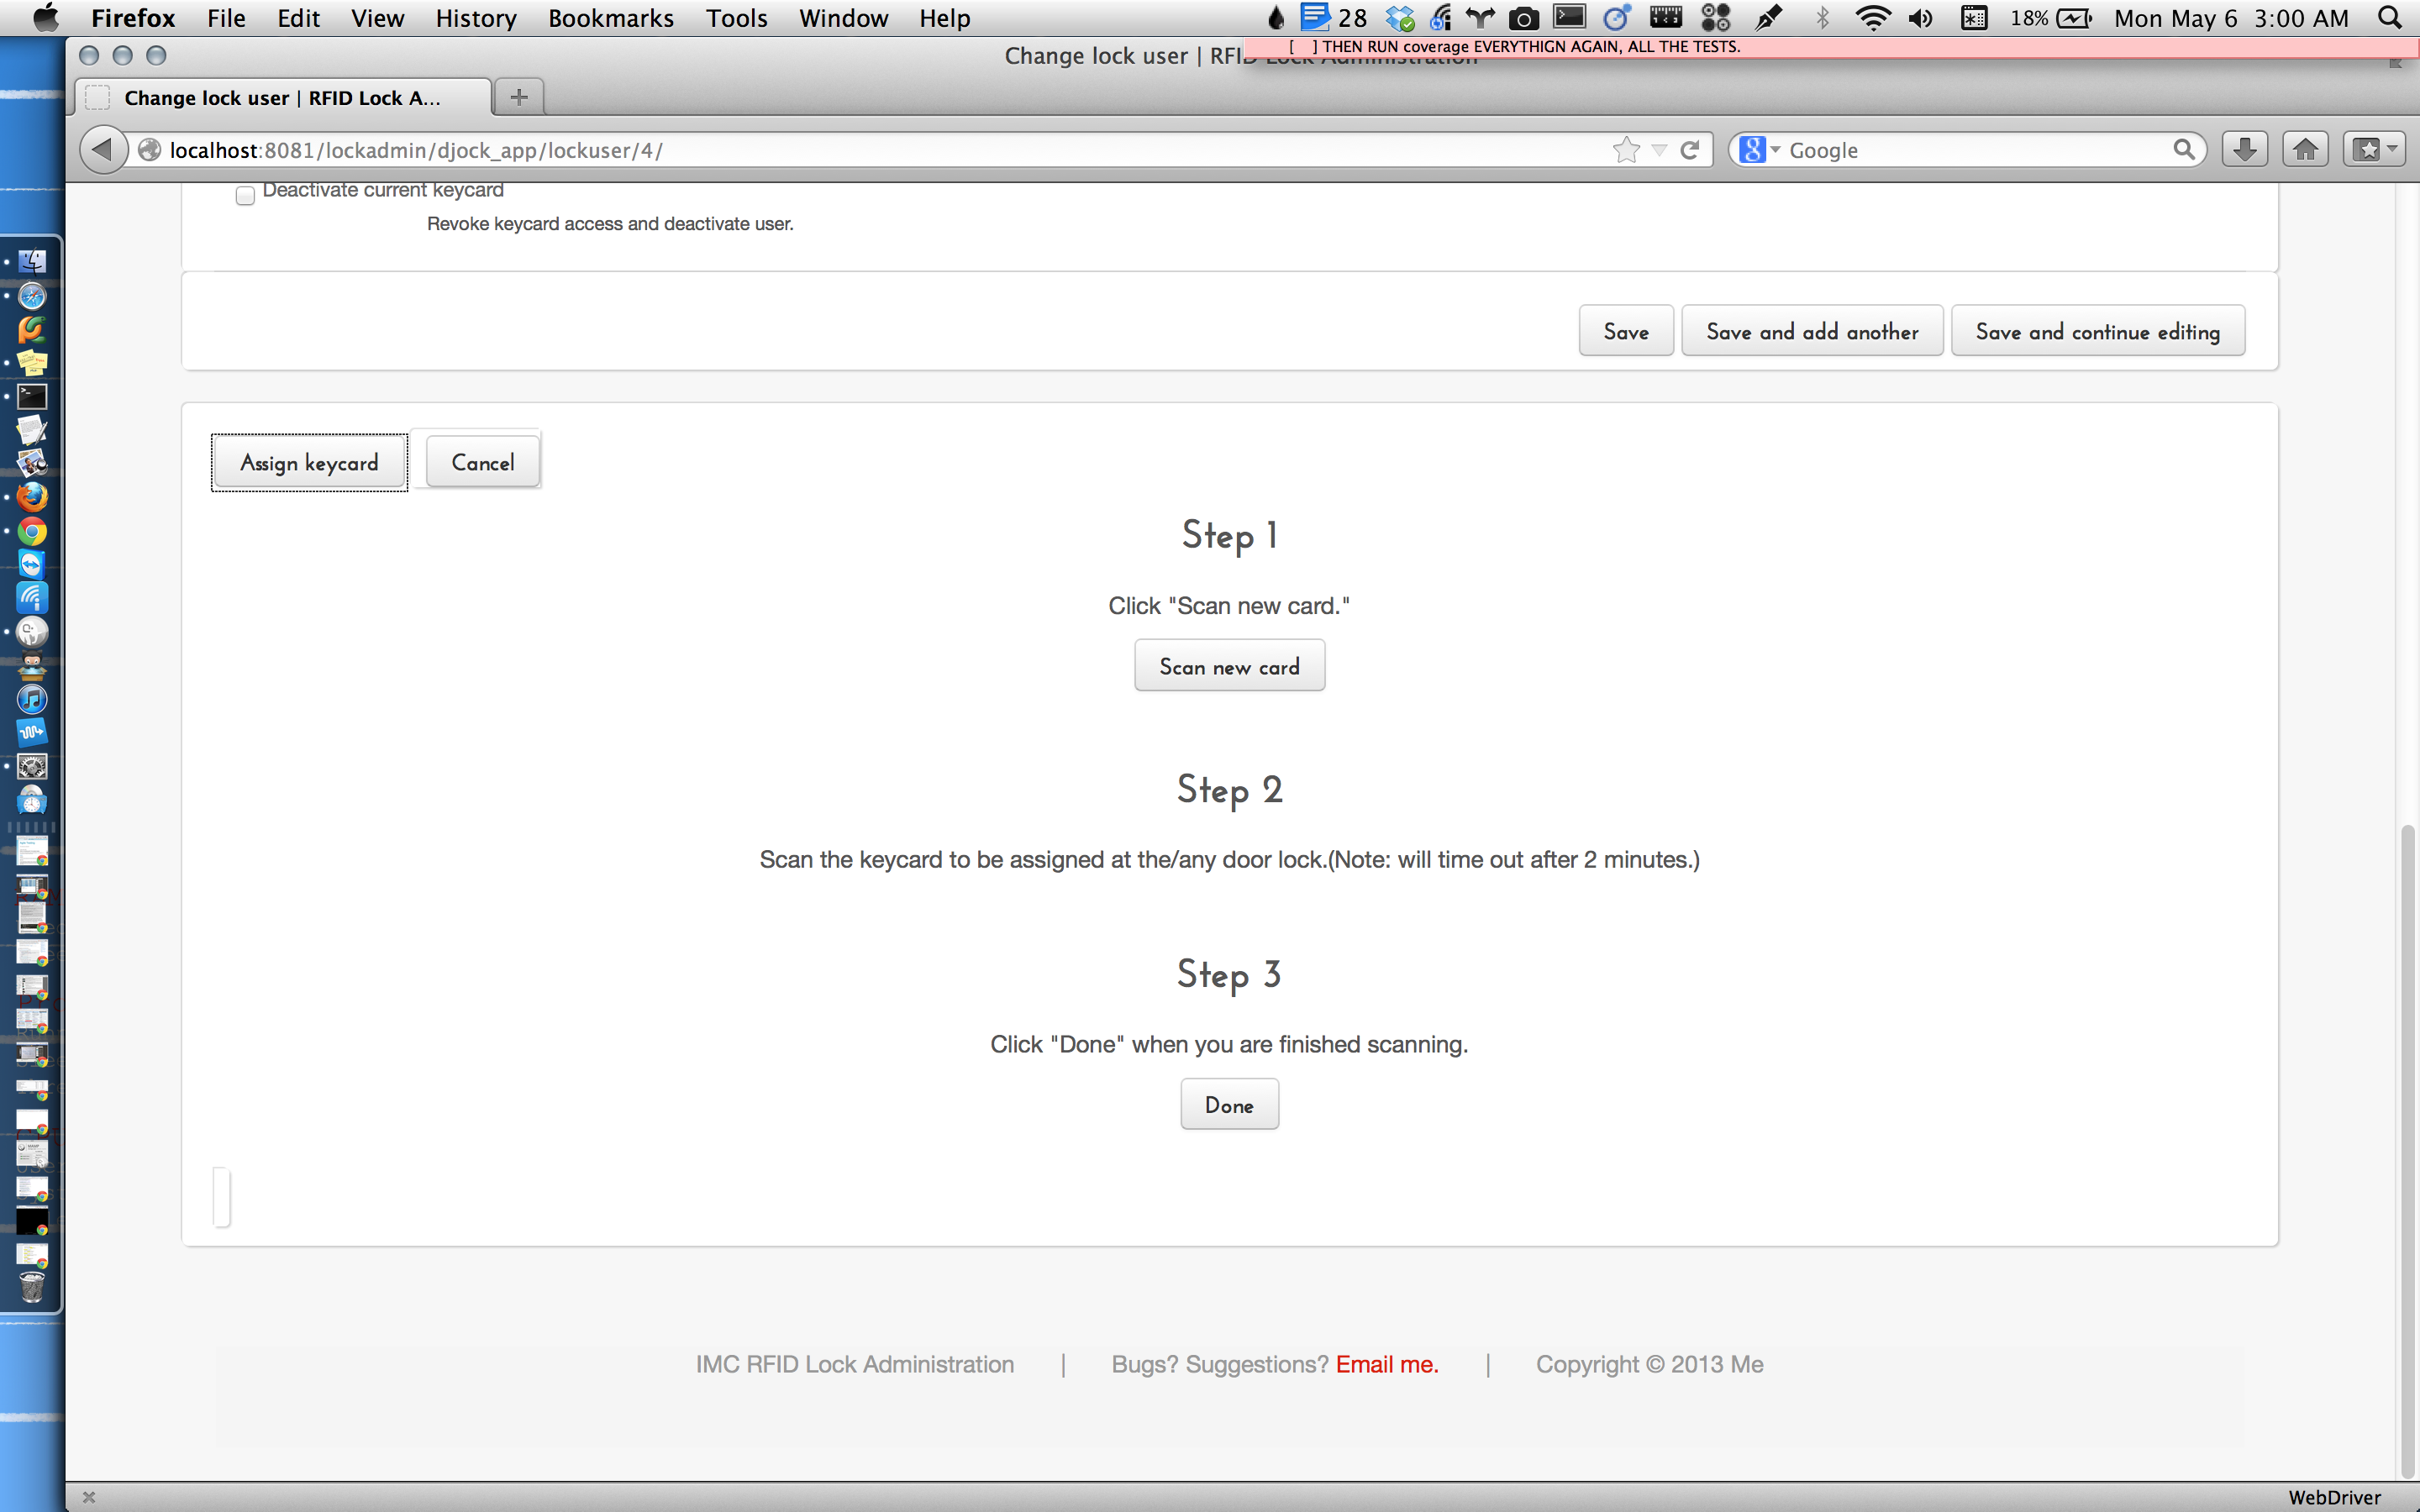 Firefox File Edit View History Bookmarks Tools Window Help 28 18% Mon May 6 3:00 AM
[ ] THEN RUN coverage EVERYTHIGN AGAIN, ALL THE TESTS.
Change lock user | RFID Lock Administration
Change lock user | RFID Lock A...
localhost:8081/lockadmin/djock_app/lockuser/4/
Google
Deactivate current keycard
Revoke keycard access and deactivate user.
Save Save and add another Save and continue editing
Assign keycard Cancel
Step 1
Click "Scan new card."
Scan new card
Step 2
Scan the keycard to be assigned at the/any door lock.(Note: will time out after 2 minutes.)
Step 3
Click "Done" when you are finished scanning.
Done
IMC RFID Lock Administration | Bugs? Suggestions? Email me. | Copyright © 2013 Me
WebDriver